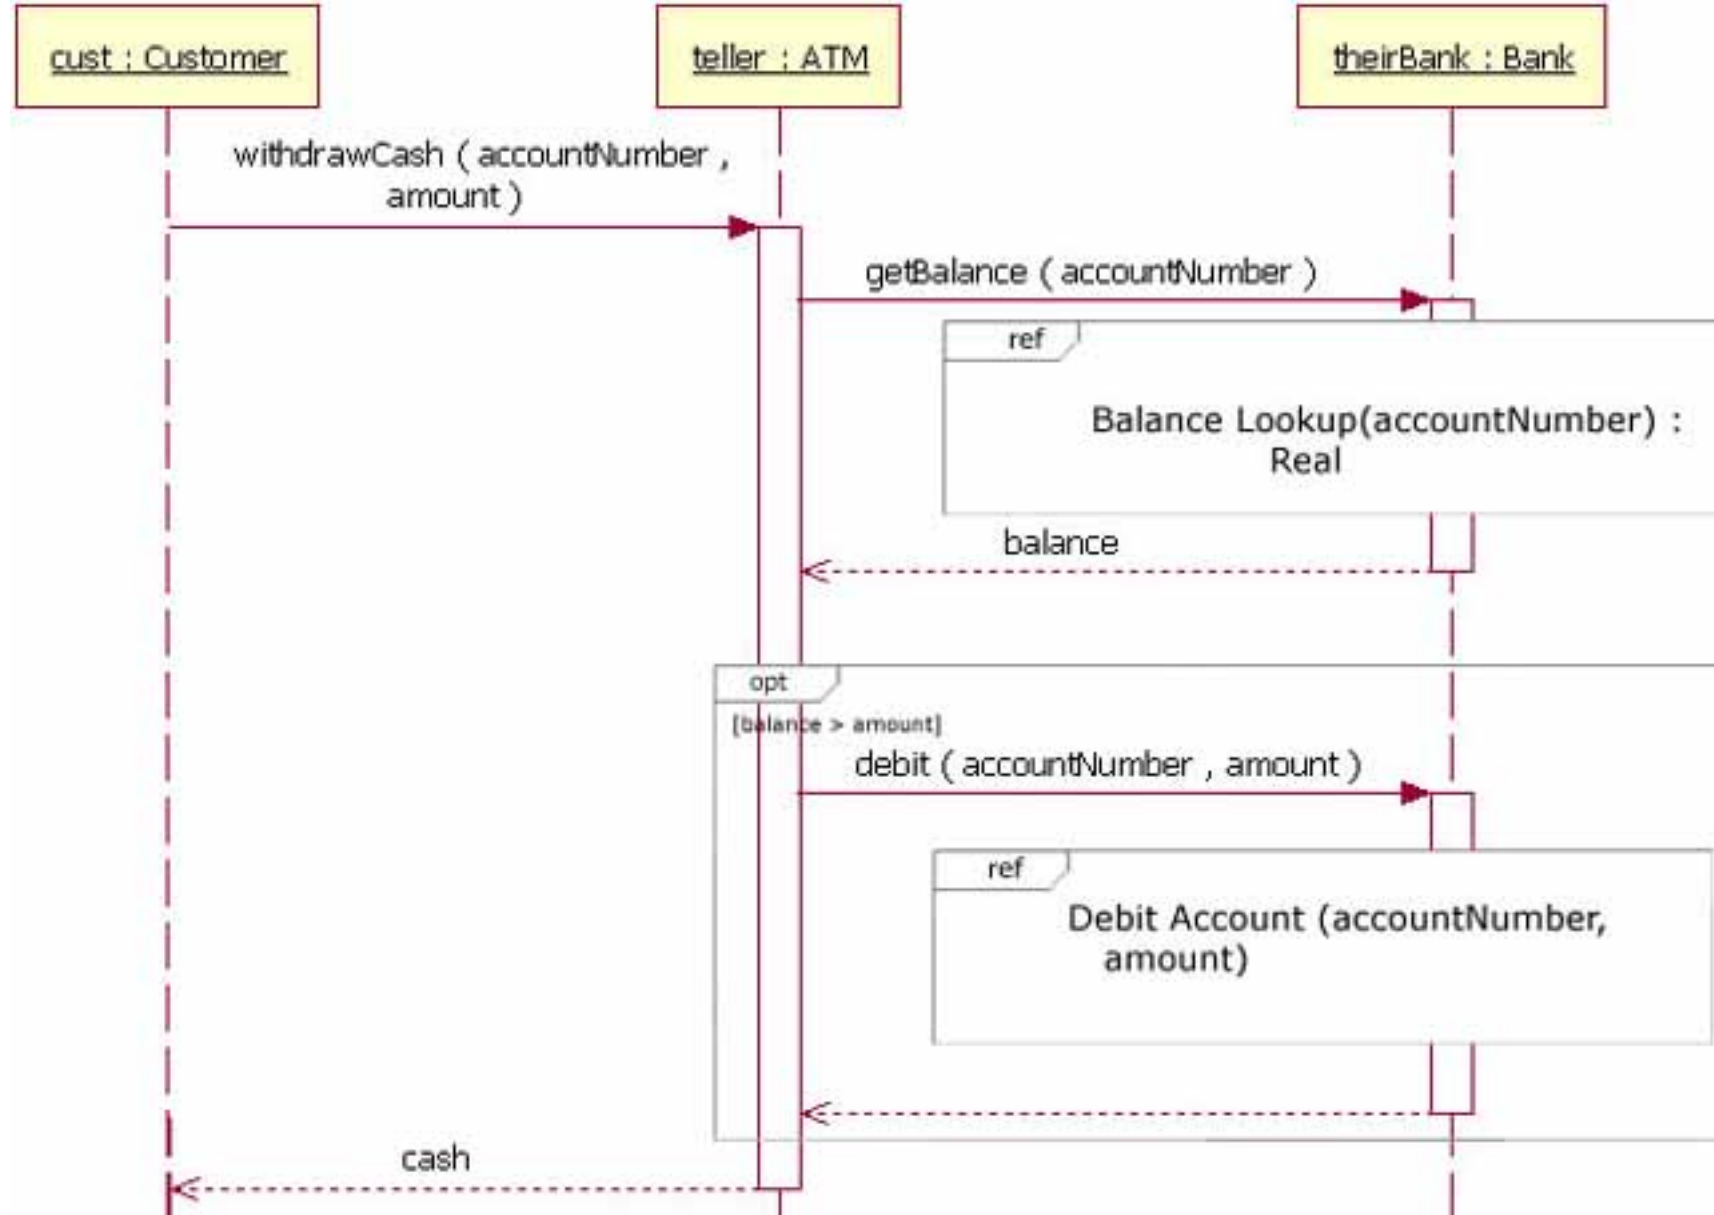 cust : Customer
teller : ATM
theirBank : Bank
withdrawCash ( accountNumber ,
amount )
getBalance ( accountNumber )
ref
Balance Lookup(accountNumber) :
Real
balance
opt
[balance > amount]
debit ( accountNumber , amount )
ref
Debit Account (accountNumber,
amount)
cash